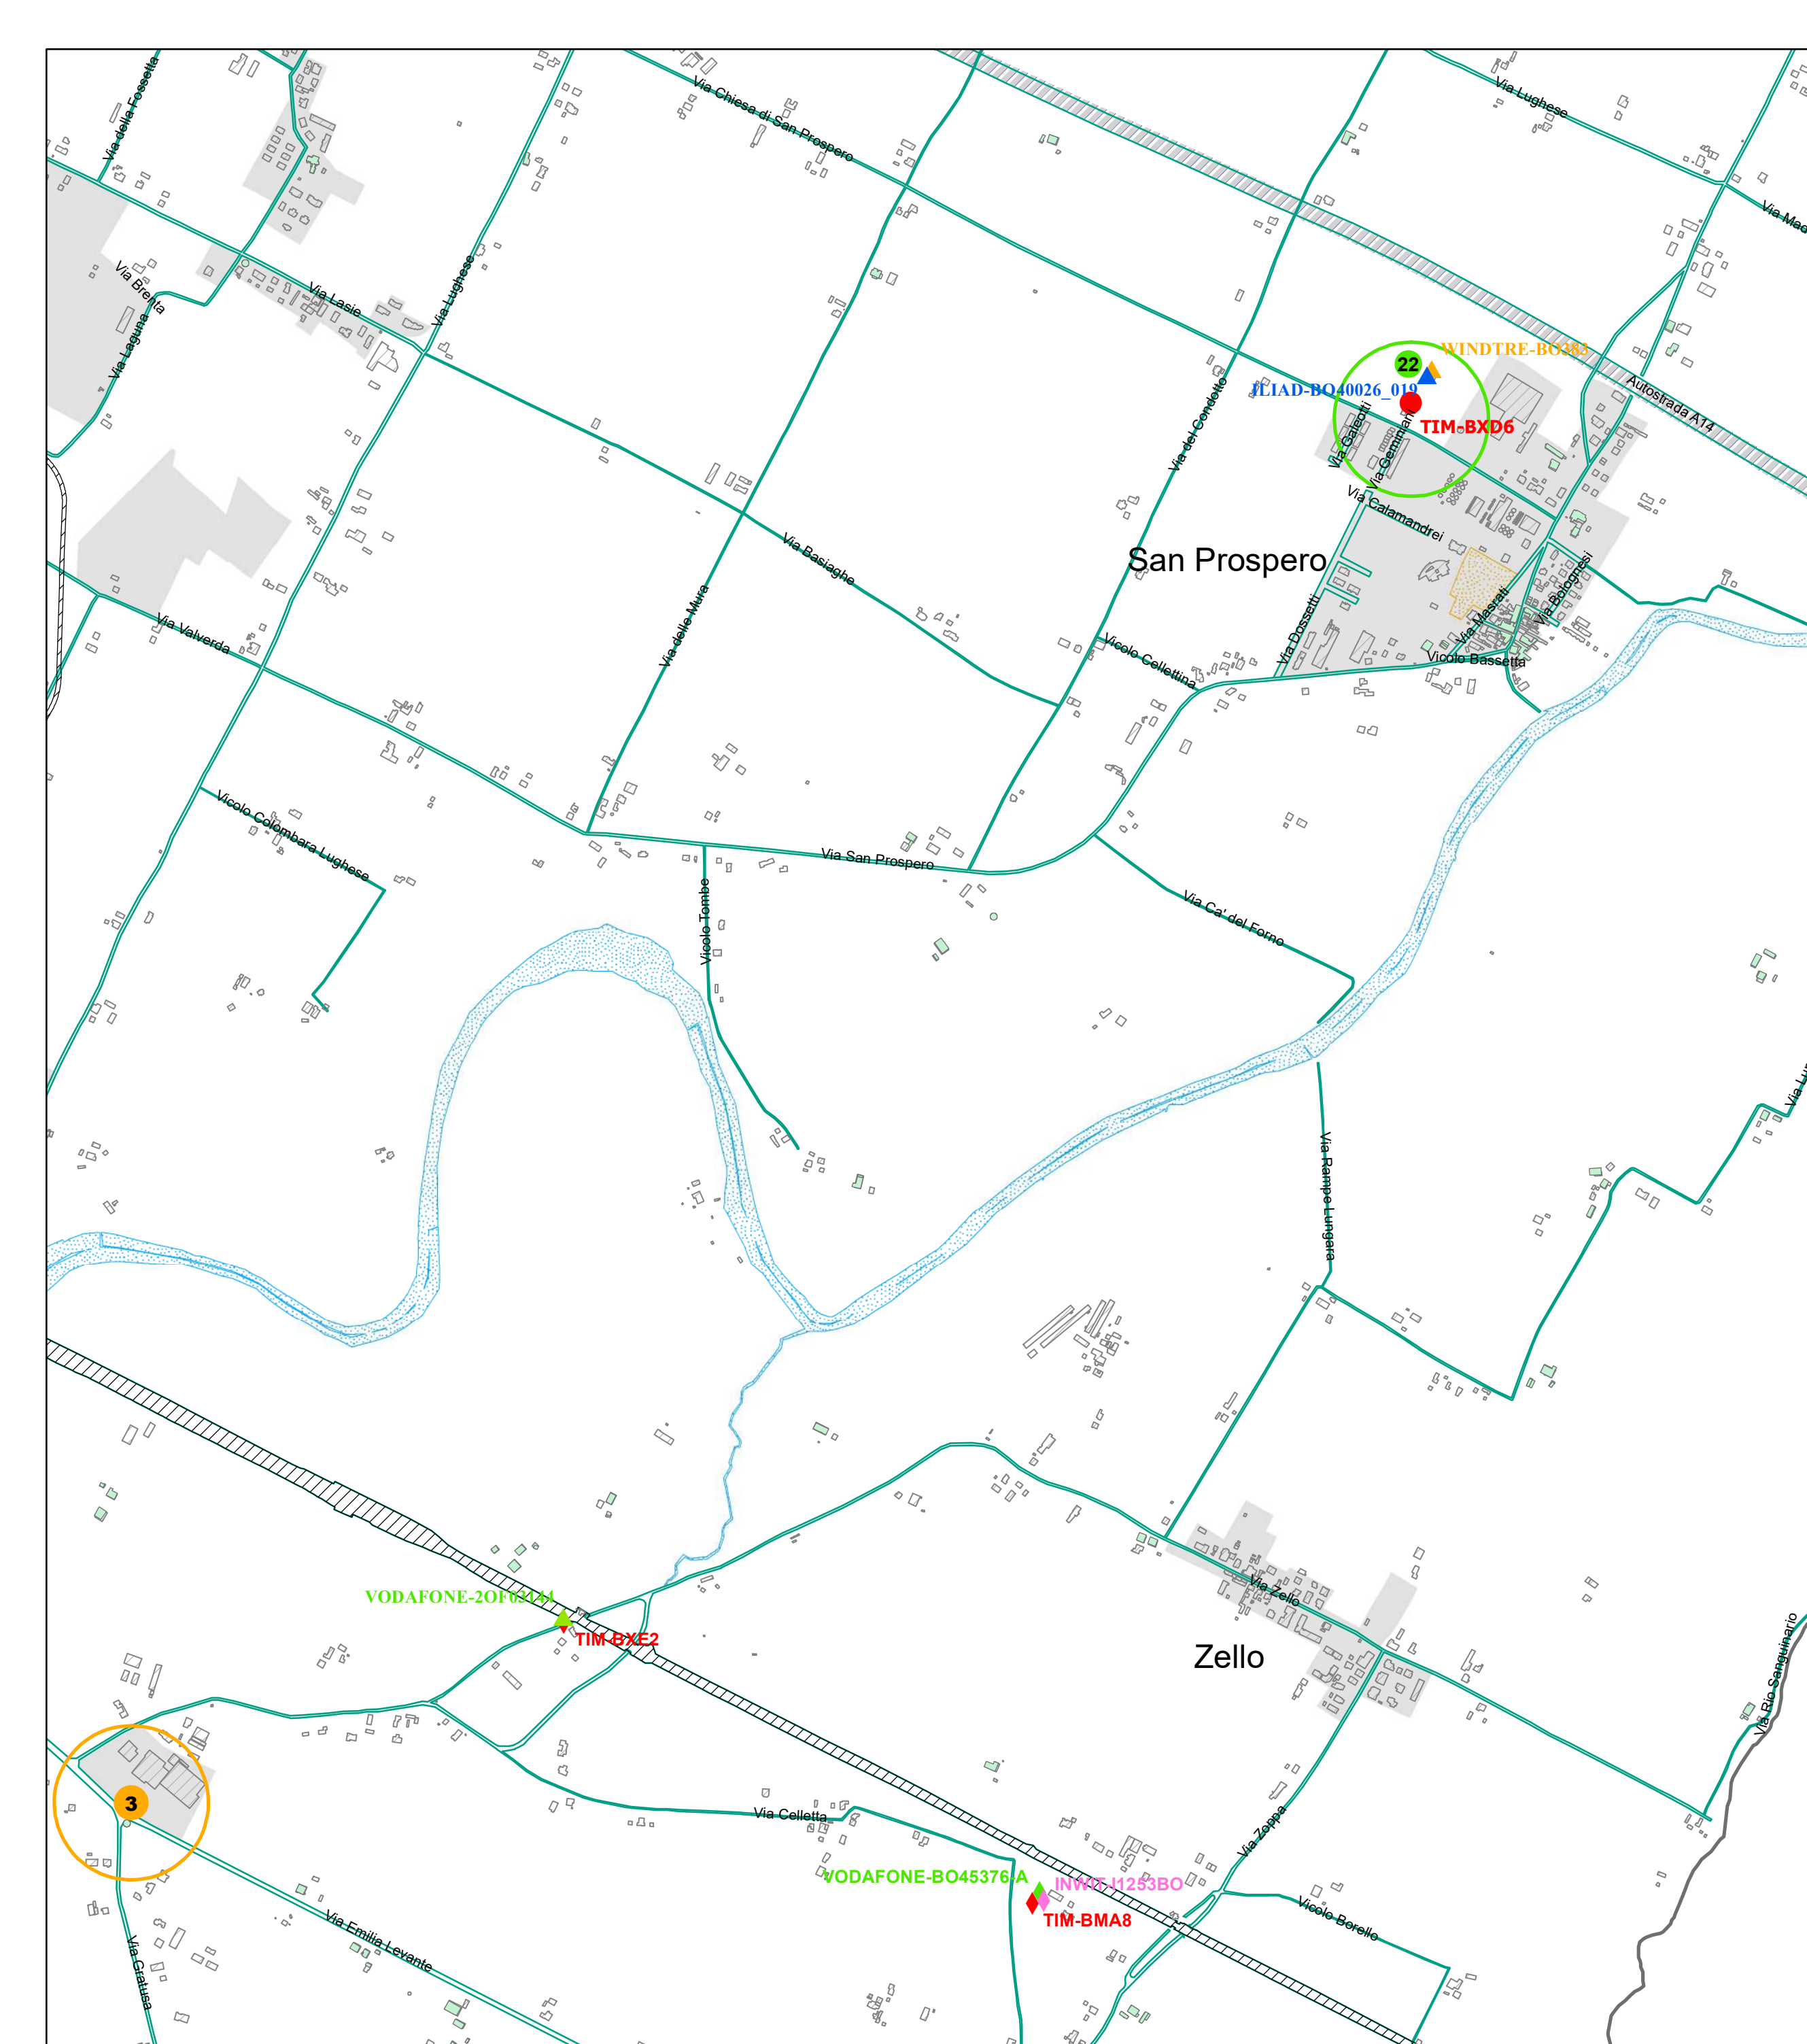 Via della Fossetta
Via Chiesa di San Prospero
Via Lughese
Via Brenta
Via Laguna
Via Lasie
Via Lughese
22
WINDTRE-BO383
ILIAD-BO40026_019
TIM-BXD6
Autostrada A14
Via del Condotto
Via Galeotti
Via Geminiani
Via Calamandrei
San Prospero
Via Basiaghe
Via delle Mura
Via Valverda
Vicolo Collettina
Via Dossetti
Via Masrati
Via Bolognesi
Vicolo Bassetta
Vicolo Colombara Lughese
Via San Prospero
Vicolo Tombe
Via Ca' del Forno
Via Rampe Lungara
VODAFONE-2OF03144
TIM-BXE2
Via Zello
Zello
Via Rio Sanguinario
3
Via Celletta
Via Zoppa
VODAFONE-BO45376-A
INWIT-I1253BO
TIM-BMA8
Vicolo Borello
Via Emilia Levante
Via Gratusa